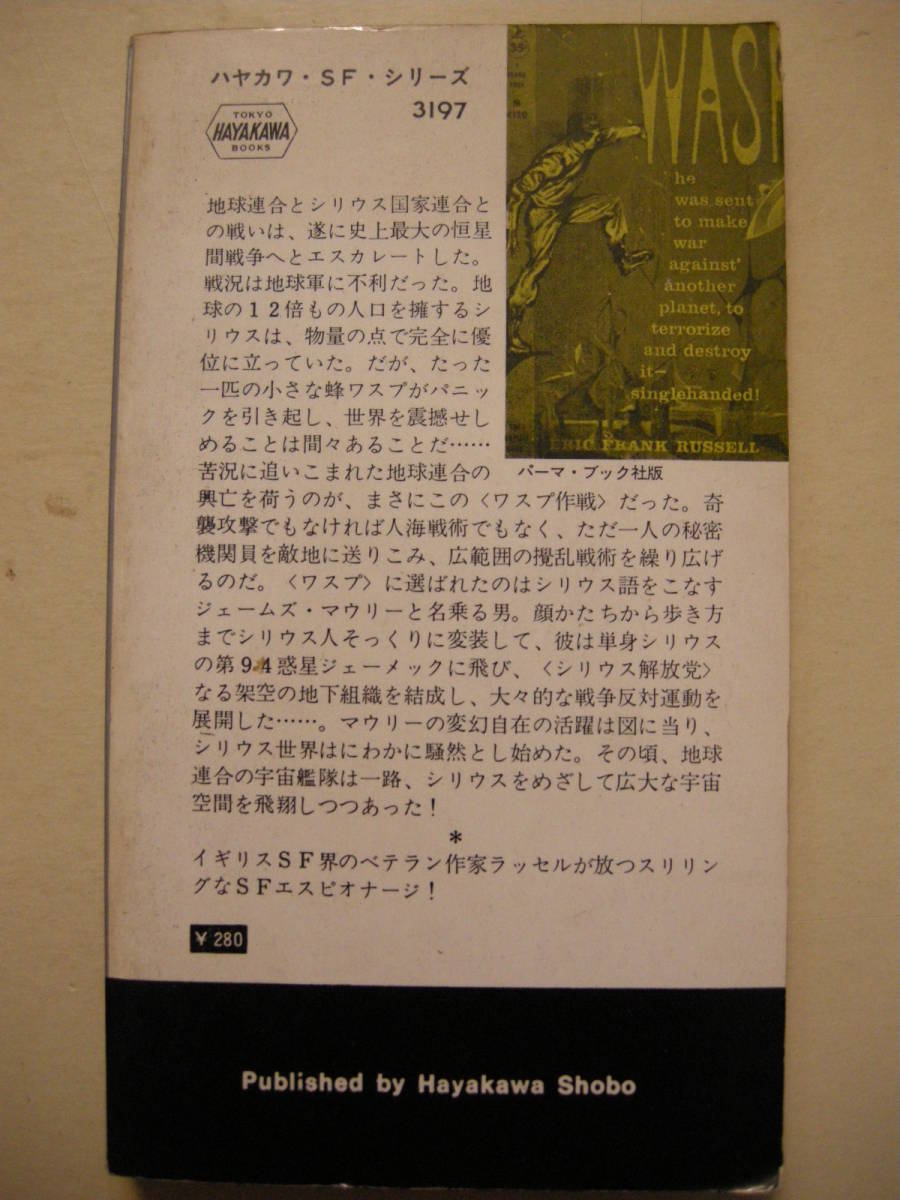 ハヤカワ・SF・シリーズ
3197
TOKYO
HAYAKAWA
BOOKS
WASP
he
was sent
to make
war
against
another
planet, to
terrorize
and destroy
it—
singlehanded!
ERIC FRANK RUSSELL
パーマ・ブック社版
地球連合とシリウス国家連合と
の戦いは、遂に史上最大の恒星
間戦争へとエスカレートした。
戦況は地球軍に不利だった。地
球の12倍もの人口を擁するシ
リウスは、物量の点で完全に優
位に立っていた。だが、たった
一匹の小さな蜂ワスプがパニッ
クを引き起し、世界を震撼せし
めることは間々あることだ……
苦況に追いこまれた地球連合の
興亡を荷うのが、まさにこの〈ワスプ作戦〉だった。奇
襲攻撃でもなければ人海戦術でもなく、ただ一人の秘密
機関員を敵地に送りこみ、広範囲の攪乱戦術を繰り広げ
るのだ。〈ワスプ〉に選ばれたのはシリウス語をこなす
ジェームズ・マウリーと名乗る男。顔かたちから歩き方
までシリウス人そっくりに変装して、彼は単身シリウス
の第94惑星ジェーメックに飛び、〈シリウス解放党〉
なる架空の地下組織を結成し、大々的な戦争反対運動を
展開した……。マウリーの変幻自在の活躍は図に当り、
シリウス世界はにわかに騒然とし始めた。その頃、地球
連合の宇宙艦隊は一路、シリウスをめざして広大な宇宙
空間を飛翔しつつあった！
*
イギリスSF界のベテラン作家ラッセルが放つスリリン
グなSFエスピオナージ！
¥ 280
Published by Hayakawa Shobo